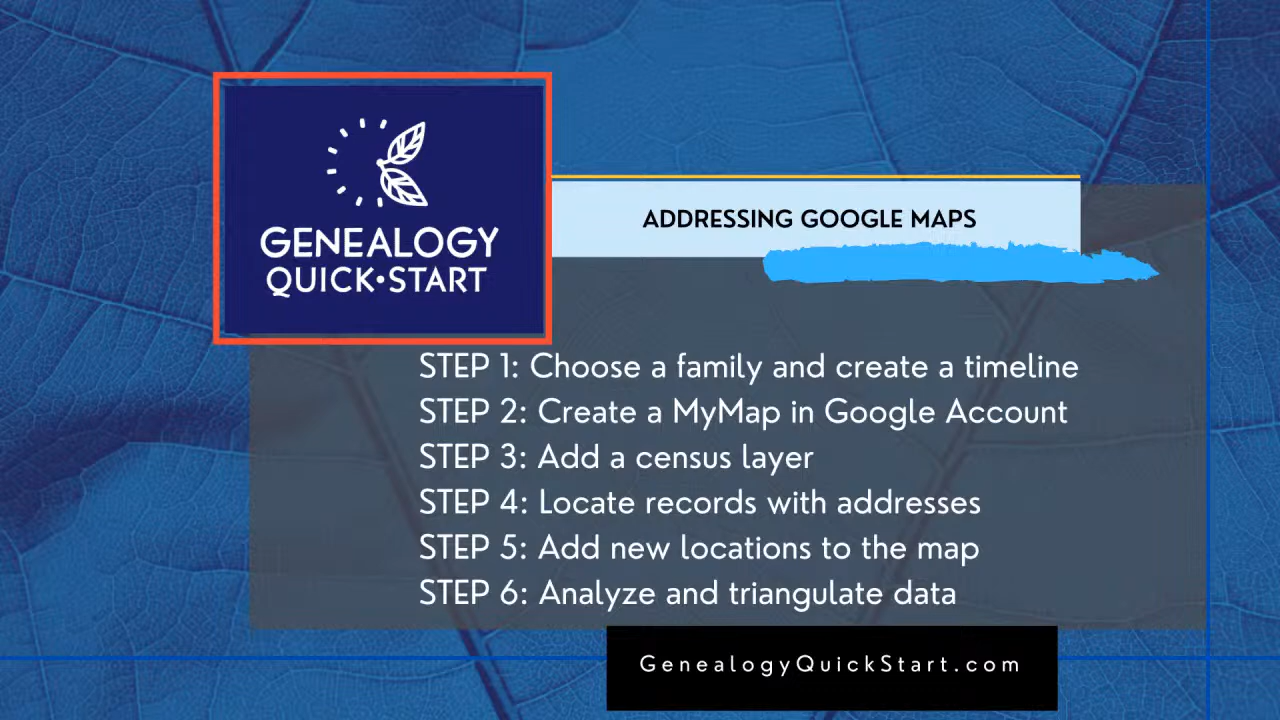 GENEALOGY
QUICK•START
ADDRESSING GOOGLE MAPS
STEP 1: Choose a family and create a timeline
STEP 2: Create a MyMap in Google Account
STEP 3: Add a census layer
STEP 4: Locate records with addresses
STEP 5: Add new locations to the map
STEP 6: Analyze and triangulate data
GenealogyQuickStart.com